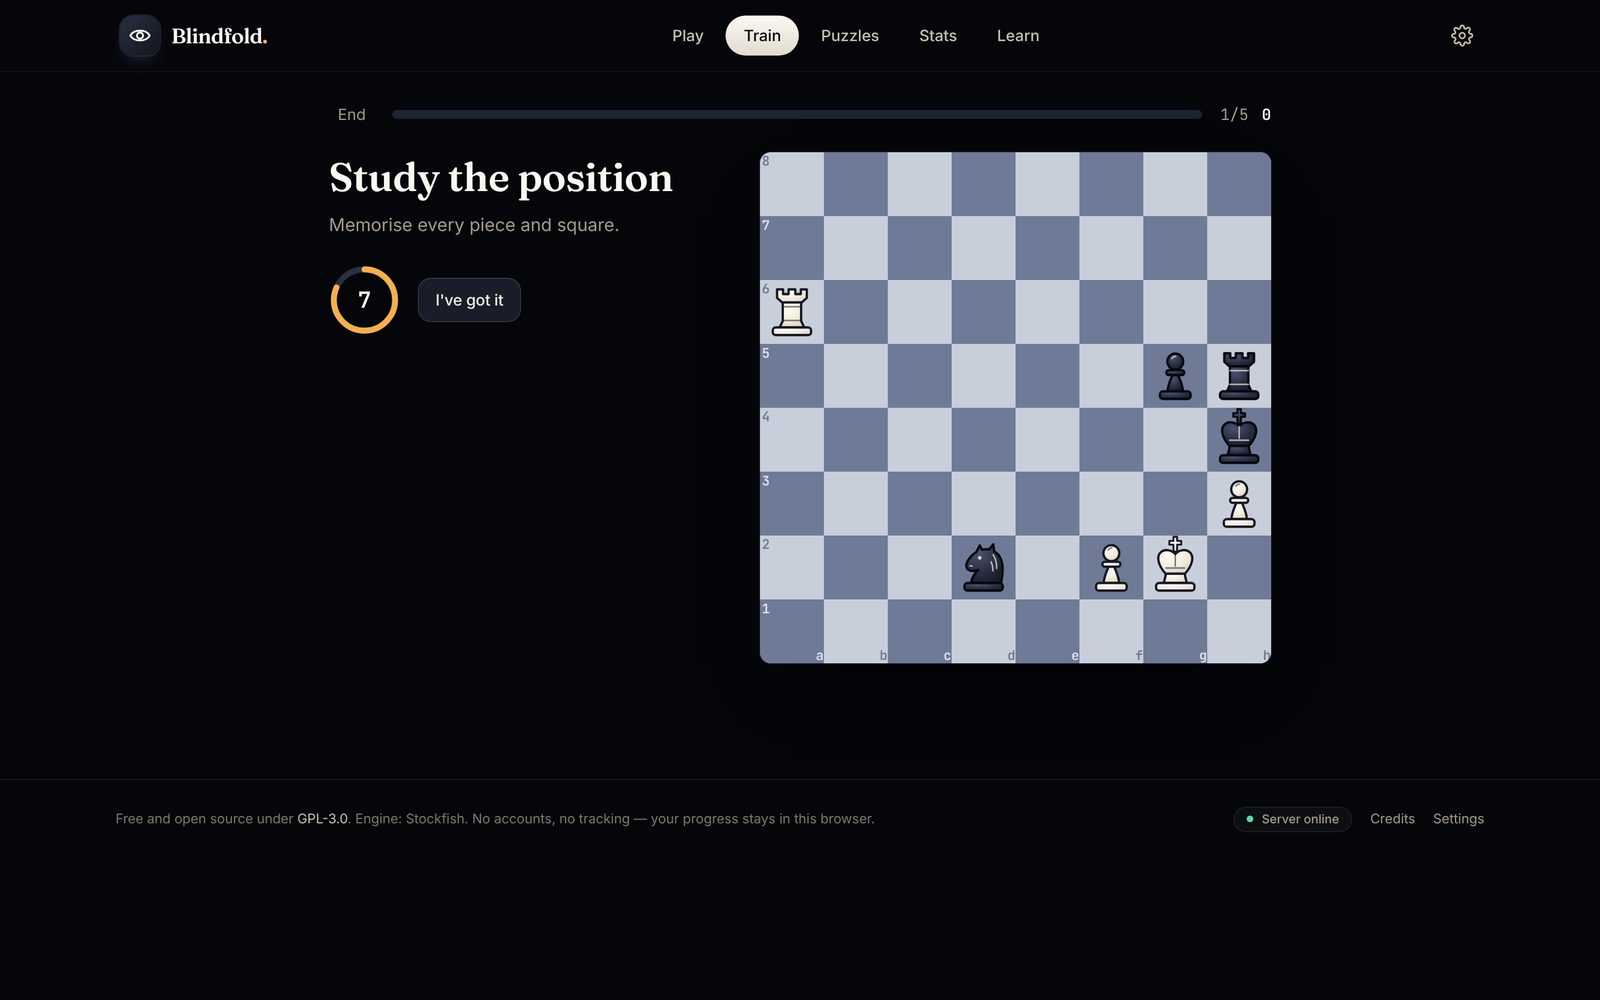 Blindfold.
Play
Train
Puzzles
Stats
Learn
End
1/5 0
Study the position
Memorise every piece and square.
7
I've got it
8
7
6
5
4
3
2
1
a b c d e f g h
Free and open source under GPL-3.0. Engine: Stockfish. No accounts, no tracking — your progress stays in this browser.
Server online
Credits
Settings